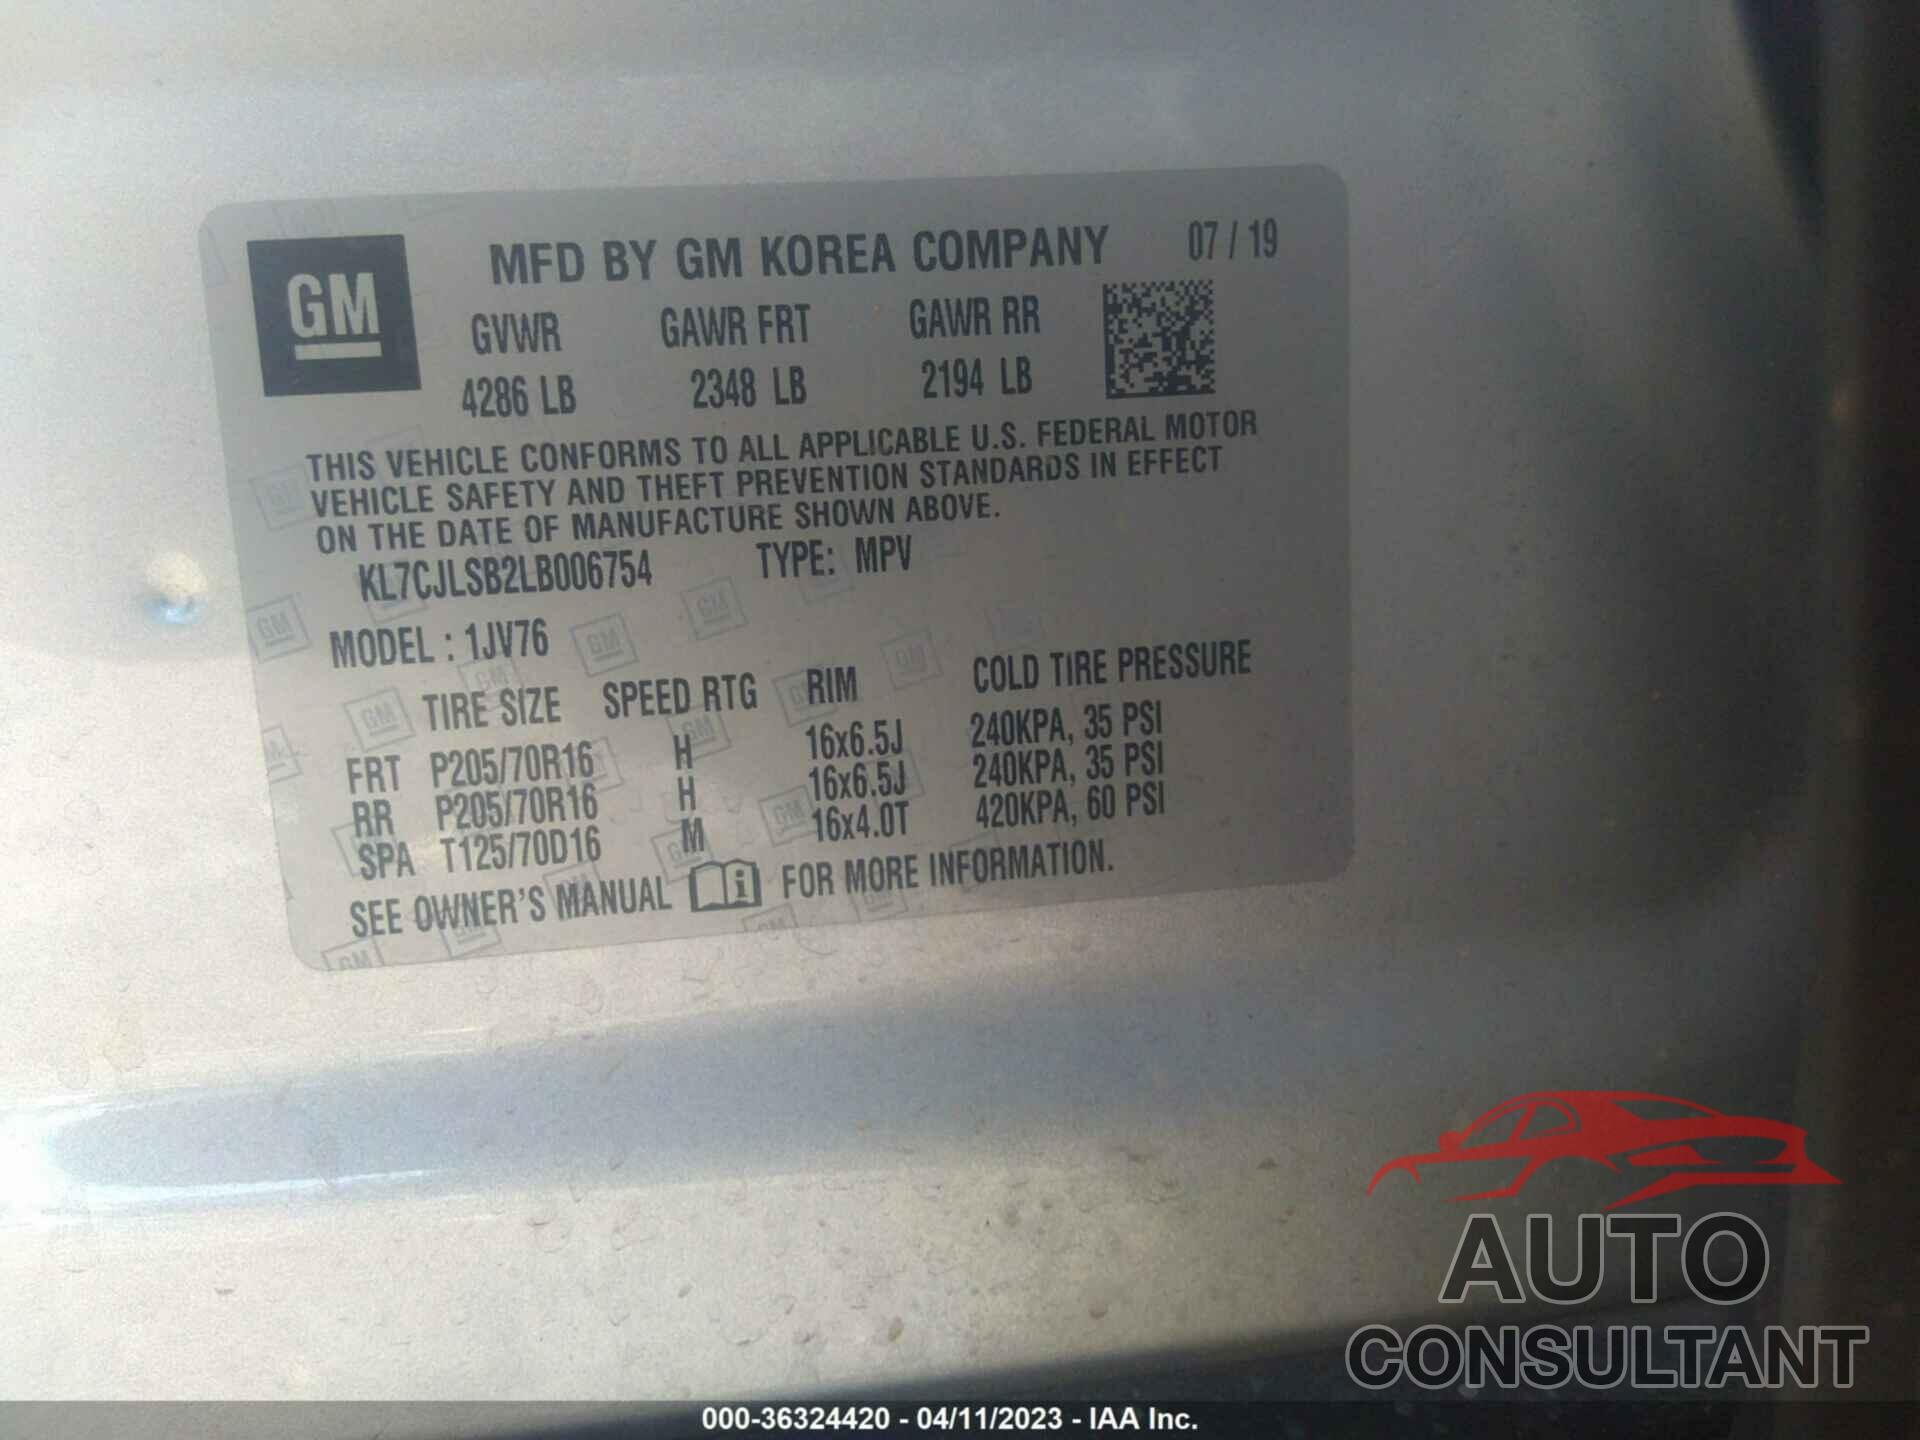 GM
MFD BY GM KOREA COMPANY 07 / 19
GVWR GAWR FRT GAWR RR
4286 LB 2348 LB 2194 LB
THIS VEHICLE CONFORMS TO ALL APPLICABLE U.S. FEDERAL MOTOR
VEHICLE SAFETY AND THEFT PREVENTION STANDARDS IN EFFECT
ON THE DATE OF MANUFACTURE SHOWN ABOVE.
KL7CJLSB2LB006754 TYPE: MPV
MODEL : 1JV76
TIRE SIZE SPEED RTG RIM COLD TIRE PRESSURE
FRT P205/70R16 H 16x6.5J 240KPA, 35 PSI
RR P205/70R16 H 16x6.5J 240KPA, 35 PSI
SPA T125/70D16 M 16x4.0T 420KPA, 60 PSI
SEE OWNER'S MANUAL FOR MORE INFORMATION.
AUTO
CONSULTANT
000-36324420 - 04/11/2023 - IAA Inc.